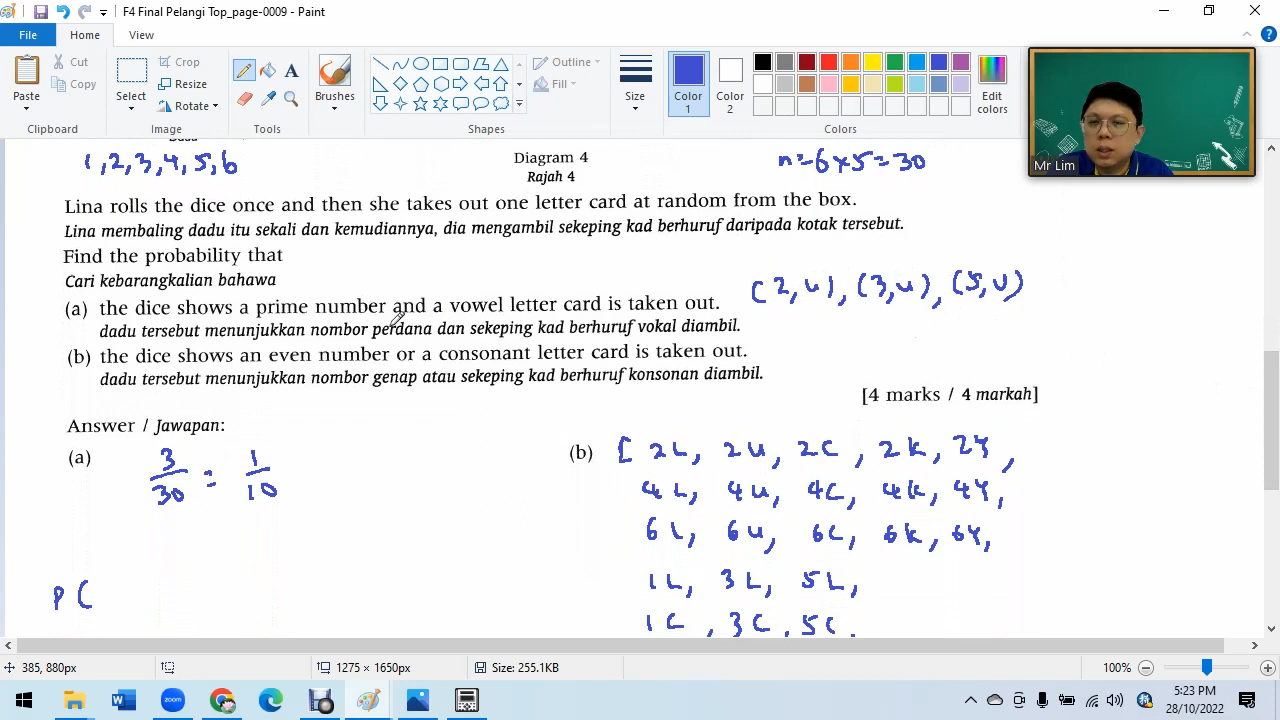 F4 Final Pelangi Top_page-0009 - Paint
File Home View
Paste
Cut
Copy
Clipboard
Select
Crop
Resize
Rotate
Image
A
Tools
Brushes
Shapes
Outline
Fill
Size
Color 1
Color 2
Edit colors
Colors
Mr Lim
1, 2, 3, 4, 5, 6
Diagram 4
Rajah 4
n = 6 x 5 = 30
Lina rolls the dice once and then she takes out one letter card at random from the box.
Lina membaling dadu itu sekali dan kemudiannya, dia mengambil sekeping kad berhuruf daripada kotak tersebut.
Find the probability that
Cari kebarangkalian bahawa
(2, U), (3, U), (5, U)
(a) the dice shows a prime number and a vowel letter card is taken out.
dadu tersebut menunjukkan nombor perdana dan sekeping kad berhuruf vokal diambil.
(b) the dice shows an even number or a consonant letter card is taken out.
dadu tersebut menunjukkan nombor genap atau sekeping kad berhuruf konsonan diambil.
[4 marks / 4 markah]
Answer / Jawapan:
(a) 3/30 = 1/10
(b) [ 2L, 2U, 2C, 2K, 2Y,
4L, 4U, 4C, 4K, 4Y,
6L, 6U, 6C, 6K, 6Y,
1L, 3L, 5L,
1C, 3C, 5C,
P (
385, 880px
1275 × 1650px
Size: 255.1KB
100%
zoom
5:23 PM
28/10/2022